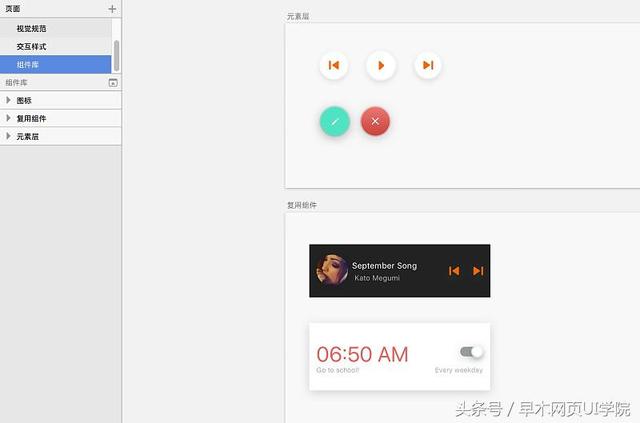 页面
视觉规范
交互样式
组件库
组件库
图标
复用组件
元素层
元素层
复用组件
September Song
Kato Megumi
06:50 AM
Go to school!
Every weekday
头条号 / 早木网页UI学院